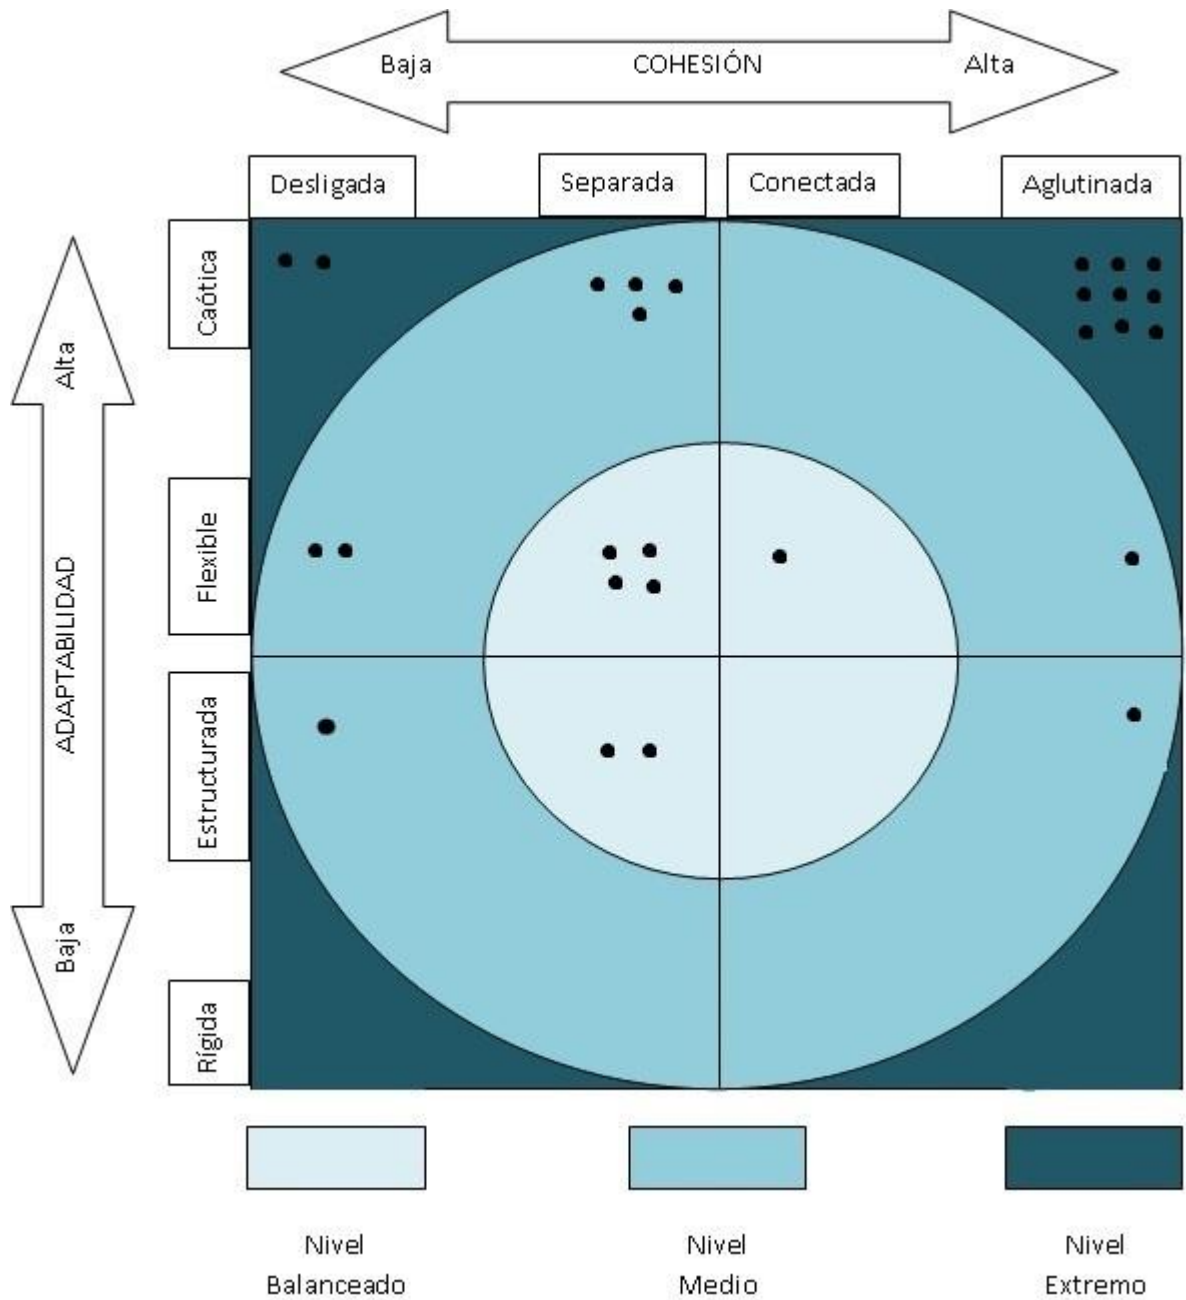 Baja COHESIÓN Alta
Desligada Separada Conectada Aglutinada
Caótica
Alta
Flexible
ADAPTABILIDAD
Estructurada
Baja
Rígida
Nivel Nivel Nivel
Balanceado Medio Extremo